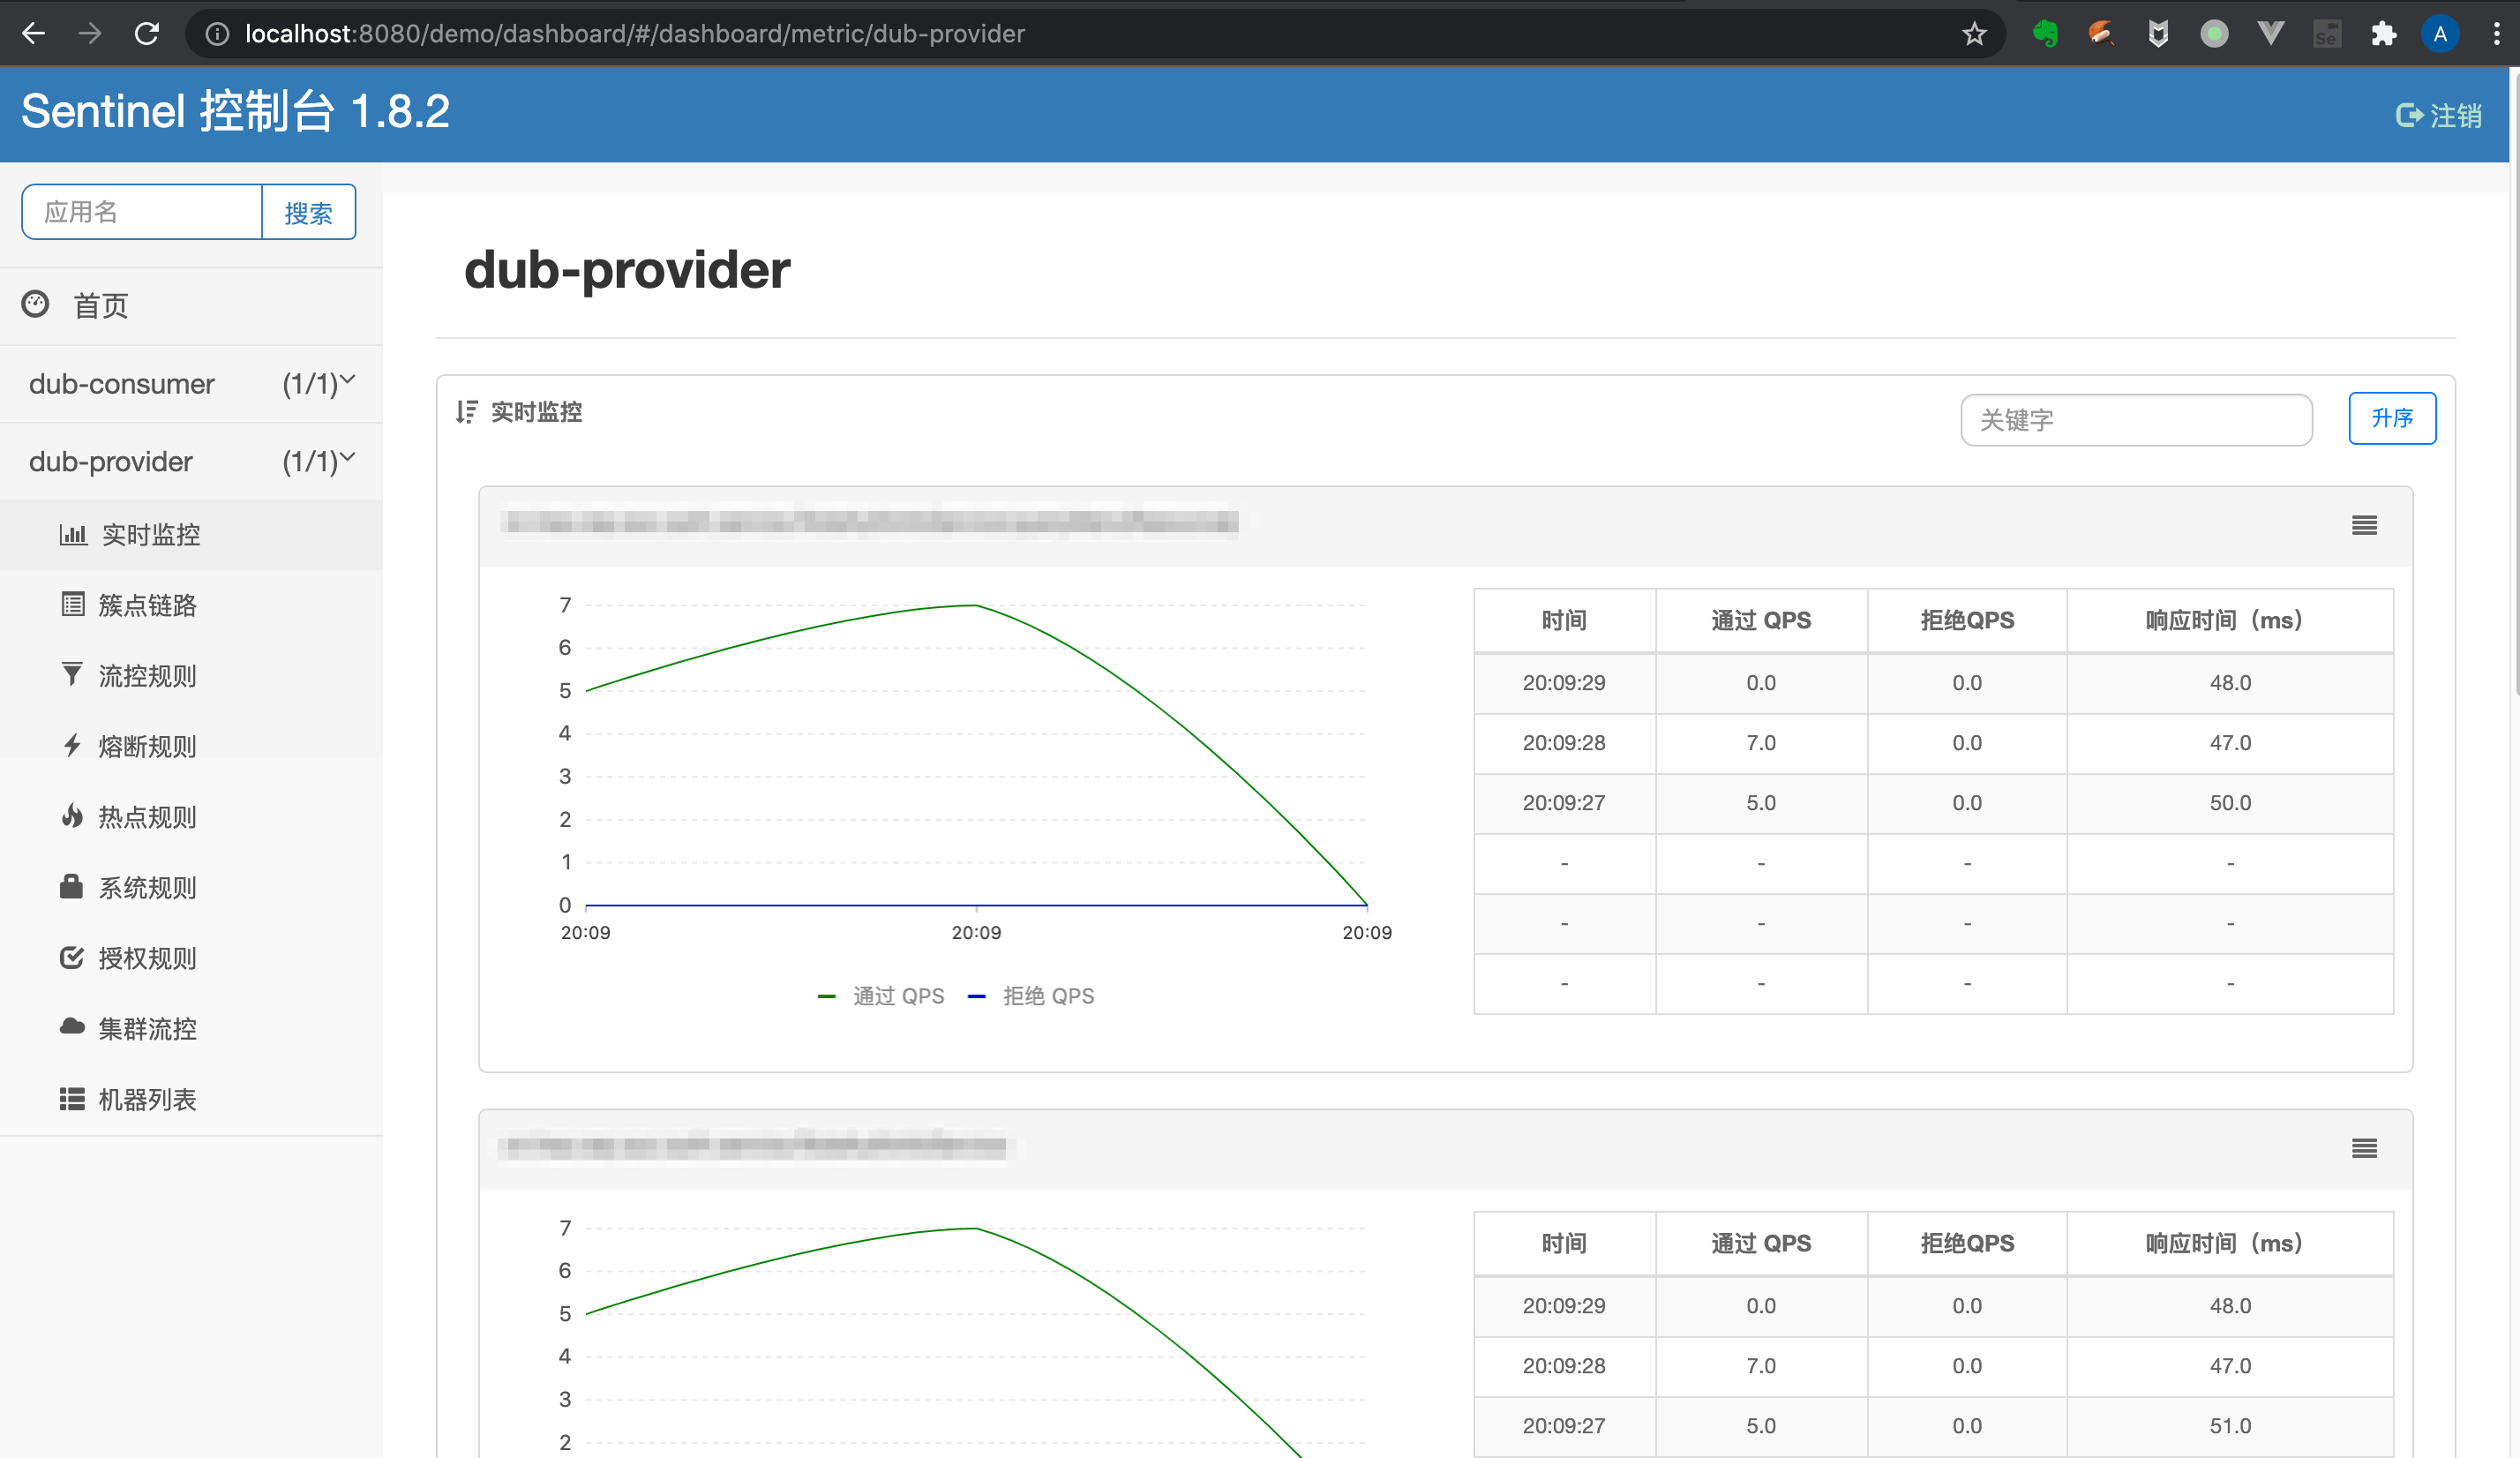 localhost:8080/demo/dashboard/#/dashboard/metric/dub-provider
Se
A
Sentinel 控制台 1.8.2
注销
应用名
搜索
首页
dub-consumer (1/1)
dub-provider (1/1)
实时监控
簇点链路
流控规则
熔断规则
热点规则
系统规则
授权规则
集群流控
机器列表
dub-provider
实时监控
关键字
升序
7
6
5
4
3
2
1
0
20:09 20:09 20:09
通过 QPS 拒绝 QPS
时间 通过 QPS 拒绝QPS 响应时间（ms）
20:09:29 0.0 0.0 48.0
20:09:28 7.0 0.0 47.0
20:09:27 5.0 0.0 50.0
- - - -
- - - -
- - - -
7
6
5
4
3
2
时间 通过 QPS 拒绝QPS 响应时间（ms）
20:09:29 0.0 0.0 48.0
20:09:28 7.0 0.0 47.0
20:09:27 5.0 0.0 51.0